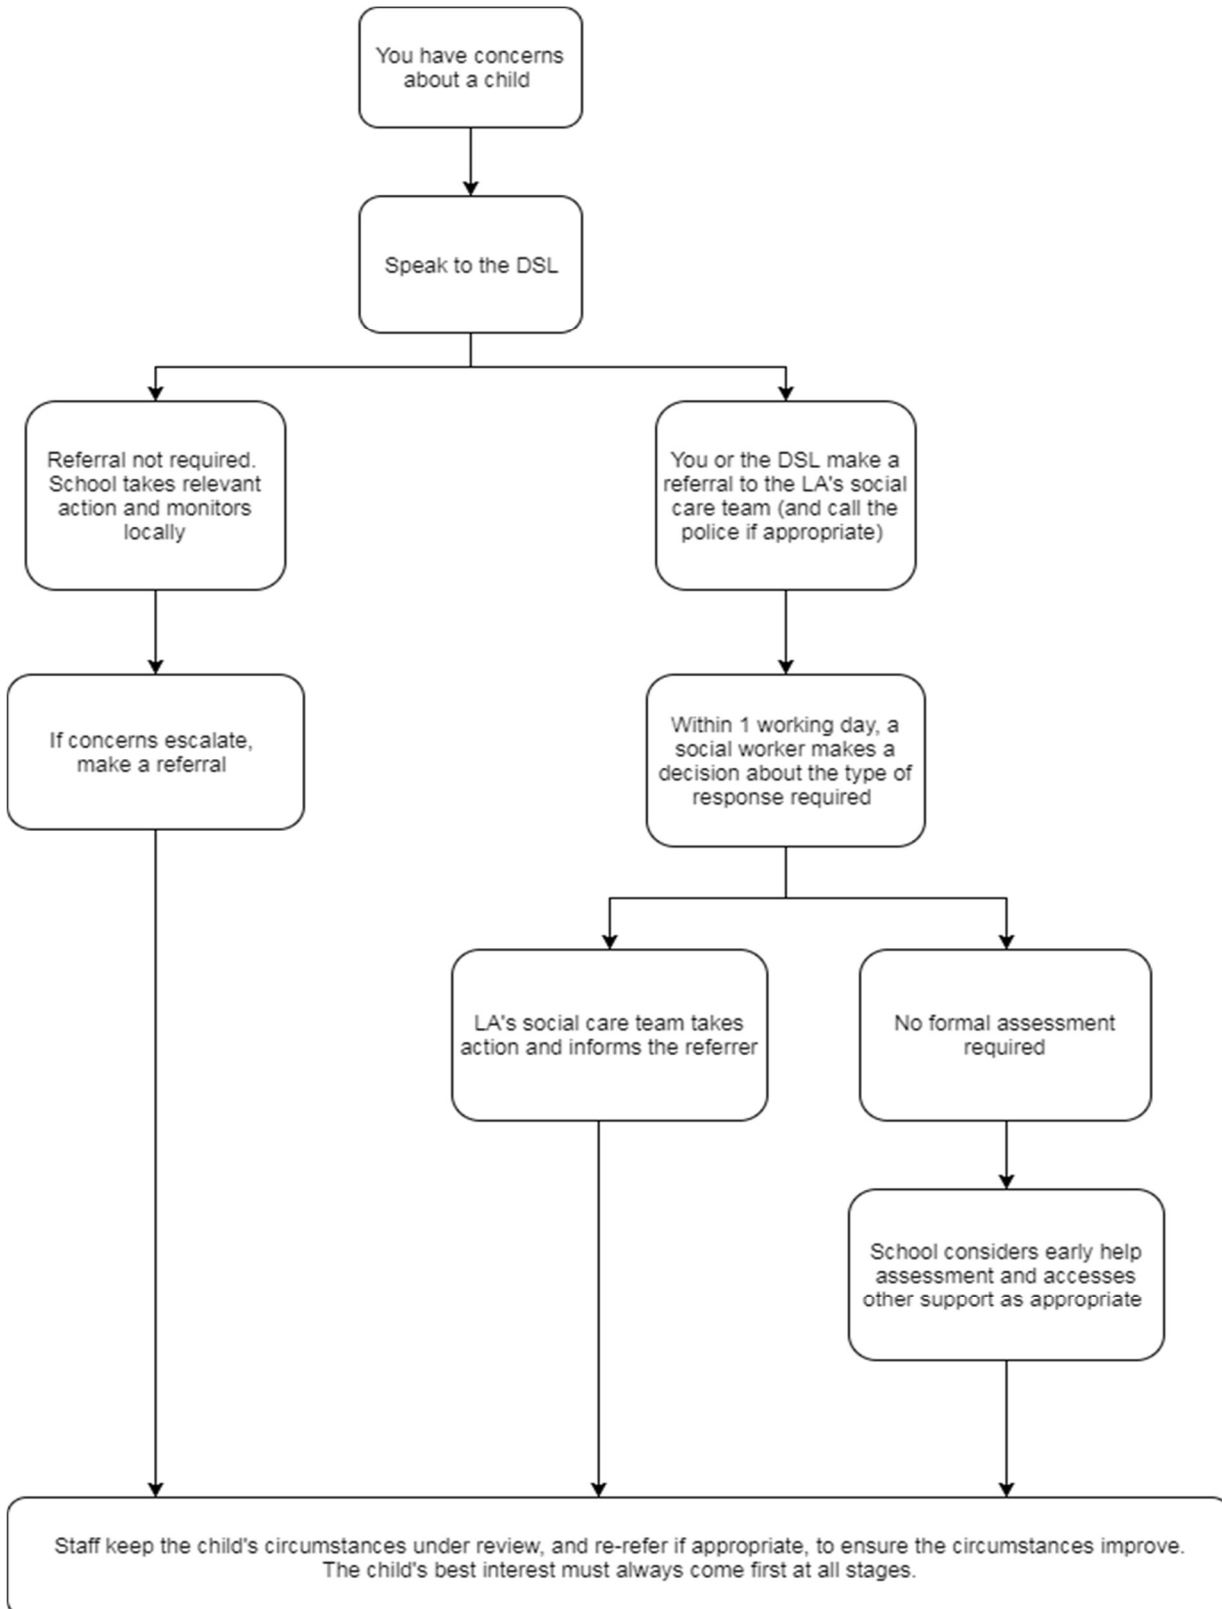 You have concerns
about a child
Speak to the DSL
Referral not required.
School takes relevant
action and monitors
locally
You or the DSL make a
referral to the LA's social
care team (and call the
police if appropriate)
If concerns escalate,
make a referral
Within 1 working day, a
social worker makes a
decision about the type of
response required
LA's social care team takes
action and informs the referrer
No formal assessment
required
School considers early help
assessment and accesses
other support as appropriate
Staff keep the child's circumstances under review, and re-refer if appropriate, to ensure the circumstances improve.
The child's best interest must always come first at all stages.